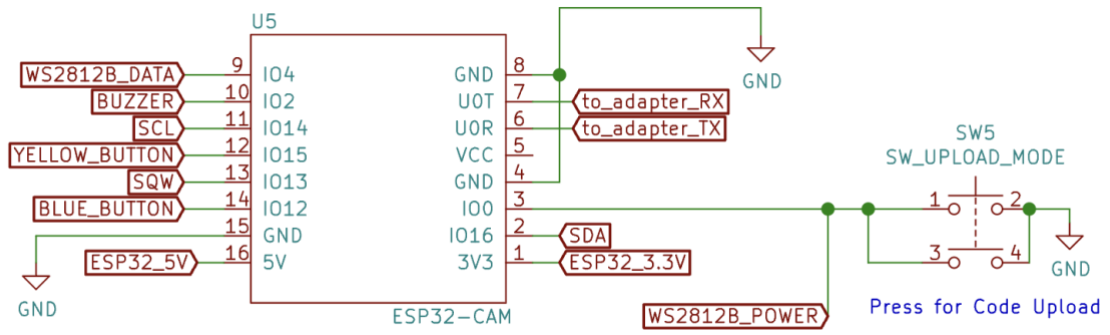 U5
WS2812B_DATA 9 IO4 GND 8
GND
BUZZER 10 IO2 U0T 7 to_adapter_RX
SCL 11 IO14 U0R 6 to_adapter_TX
YELLOW_BUTTON 12 IO15 VCC 5
SQW 13 IO13 GND 4
BLUE_BUTTON 14 IO12 IO0 3
15 GND IO16 2 SDA
ESP32_5V 16 5V 3V3 1 ESP32_3.3V
GND
ESP32-CAM
WS2812B_POWER
SW5
SW_UPLOAD_MODE
1 2
3 4
GND
Press for Code Upload